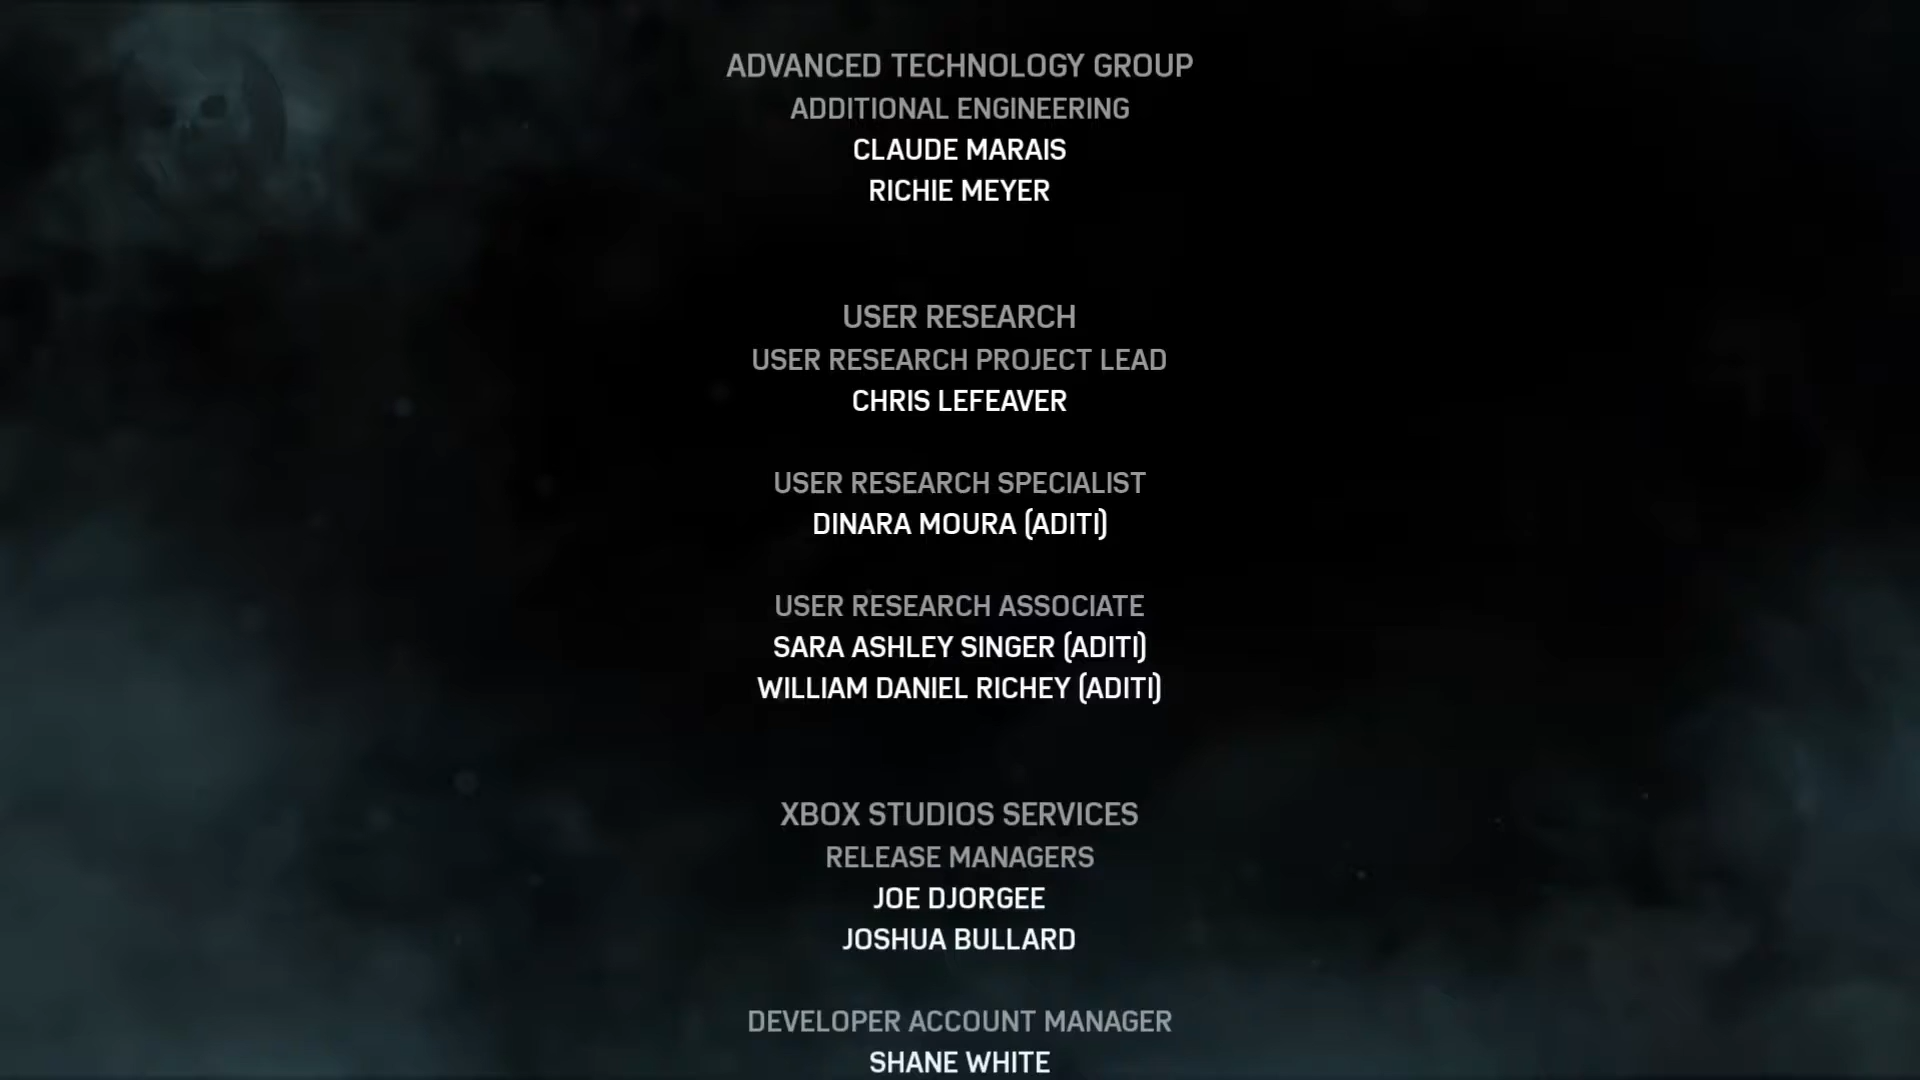 ADVANCED TECHNOLOGY GROUP
ADDITIONAL ENGINEERING
CLAUDE MARAIS
RICHIE MEYER
USER RESEARCH
USER RESEARCH PROJECT LEAD
CHRIS LEFEAVER
USER RESEARCH SPECIALIST
DINARA MOURA (ADITI)
USER RESEARCH ASSOCIATE
SARA ASHLEY SINGER (ADITI)
WILLIAM DANIEL RICHEY (ADITI)
XBOX STUDIOS SERVICES
RELEASE MANAGERS
JOE DJORGEE
JOSHUA BULLARD
DEVELOPER ACCOUNT MANAGER
SHANE WHITE